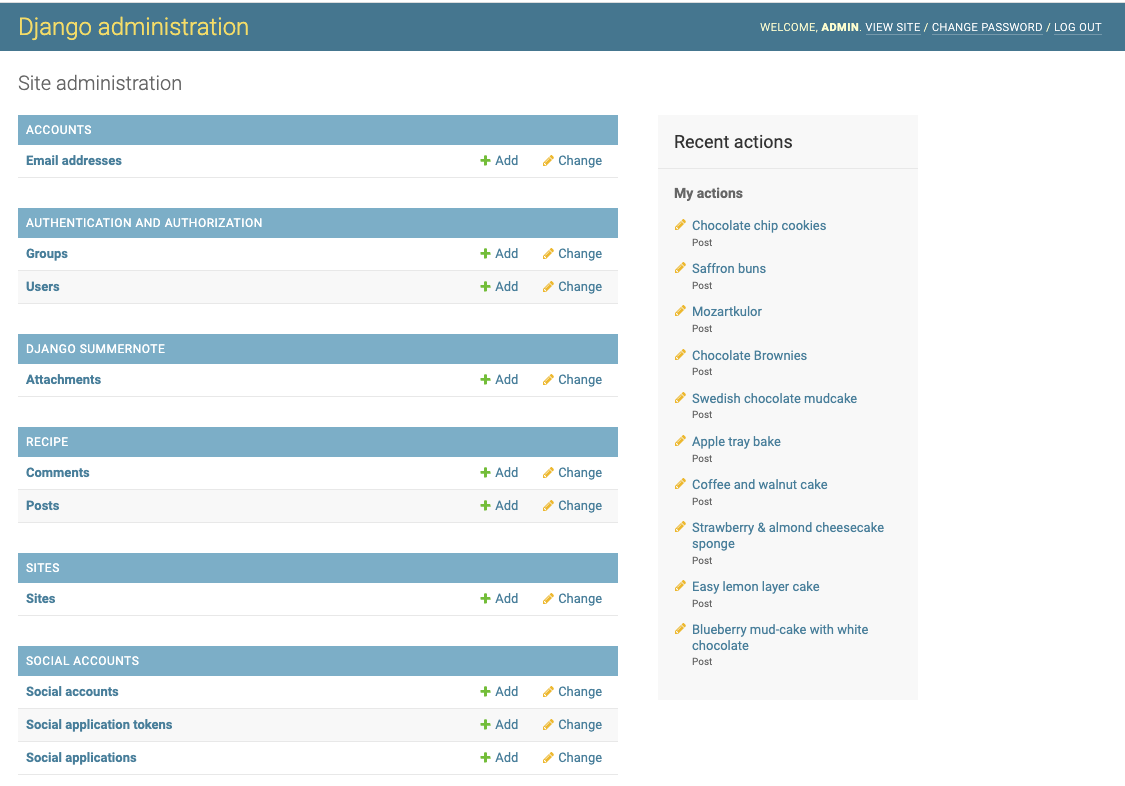 Django administration
WELCOME, ADMIN. VIEW SITE / CHANGE PASSWORD / LOG OUT
Site administration
ACCOUNTS
Email addresses Add Change
AUTHENTICATION AND AUTHORIZATION
Groups Add Change
Users Add Change
DJANGO SUMMERNOTE
Attachments Add Change
RECIPE
Comments Add Change
Posts Add Change
SITES
Sites Add Change
SOCIAL ACCOUNTS
Social accounts Add Change
Social application tokens Add Change
Social applications Add Change
Recent actions
My actions
Chocolate chip cookies
Post
Saffron buns
Post
Mozartkulor
Post
Chocolate Brownies
Post
Swedish chocolate mudcake
Post
Apple tray bake
Post
Coffee and walnut cake
Post
Strawberry & almond cheesecake
sponge
Post
Easy lemon layer cake
Post
Blueberry mud-cake with white
chocolate
Post